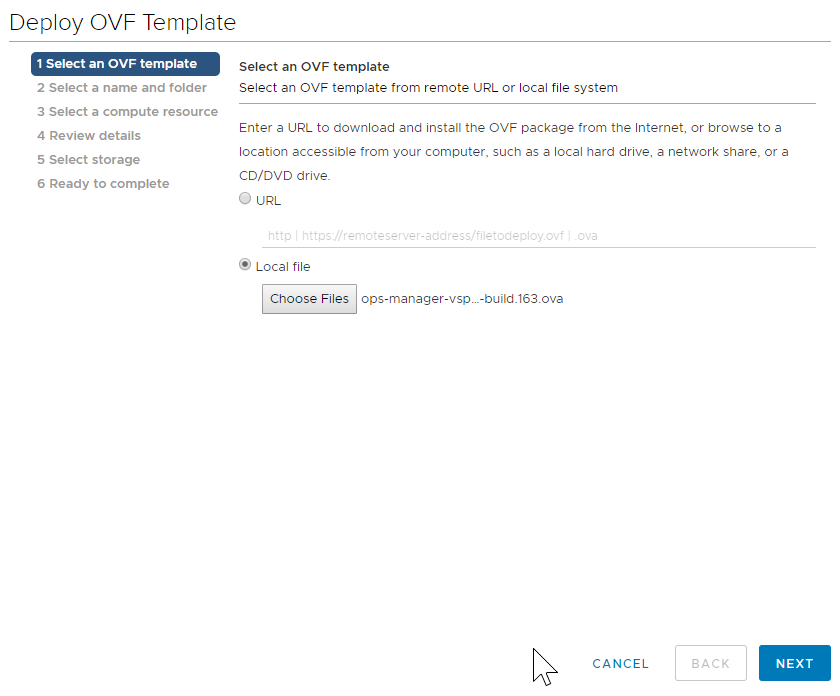 Deploy OVF Template
1 Select an OVF template
2 Select a name and folder
3 Select a compute resource
4 Review details
5 Select storage
6 Ready to complete
Select an OVF template
Select an OVF template from remote URL or local file system
Enter a URL to download and install the OVF package from the Internet, or browse to a
location accessible from your computer, such as a local hard drive, a network share, or a
CD/DVD drive.
URL
http | https://remoteserver-address/filetodeploy.ovf | .ova
Local file
Choose Files ops-manager-vsp...-build.163.ova
CANCEL BACK NEXT